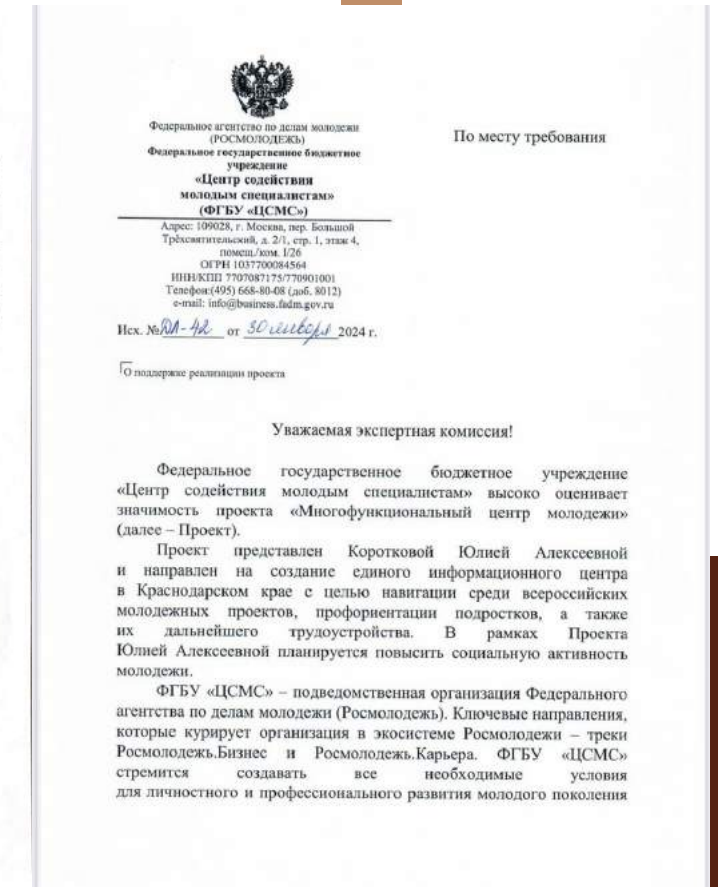 Федеральное агентство по делам молодежи
(РОСМОЛОДЕЖЬ)
Федеральное государственное бюджетное
учреждение
«Центр содействия
молодым специалистам»
(ФГБУ «ЦСМС»)
Адрес: 109028, г. Москва, пер. Большой
Трёхсвятительский, д. 2/1, стр. 1, этаж 4,
помещ./ком. I/26
ОГРН 1037700084564
ИНН/КПП 7707087175/770901001
Телефон:(495) 668-80-08 (доб. 8012)
e-mail: info@business.fadm.gov.ru
По месту требования
Исх. № ДЛ-42 от 30 января 2024 г.
О поддержке реализации проекта
Уважаемая экспертная комиссия!
Федеральное государственное бюджетное учреждение
«Центр содействия молодым специалистам» высоко оценивает
значимость проекта «Многофункциональный центр молодежи»
(далее – Проект).
Проект представлен Коротковой Юлией Алексеевной
и направлен на создание единого информационного центра
в Краснодарском крае с целью навигации среди всероссийских
молодежных проектов, профориентации подростков, а также
их дальнейшего трудоустройства. В рамках Проекта
Юлией Алексеевной планируется повысить социальную активность
молодежи.
ФГБУ «ЦСМС» – подведомственная организация Федерального
агентства по делам молодежи (Росмолодежь). Ключевые направления,
которые курирует организация в экосистеме Росмолодежи – треки
Росмолодежь.Бизнес и Росмолодежь.Карьера. ФГБУ «ЦСМС»
стремится создавать все необходимые условия
для личностного и профессионального развития молодого поколения